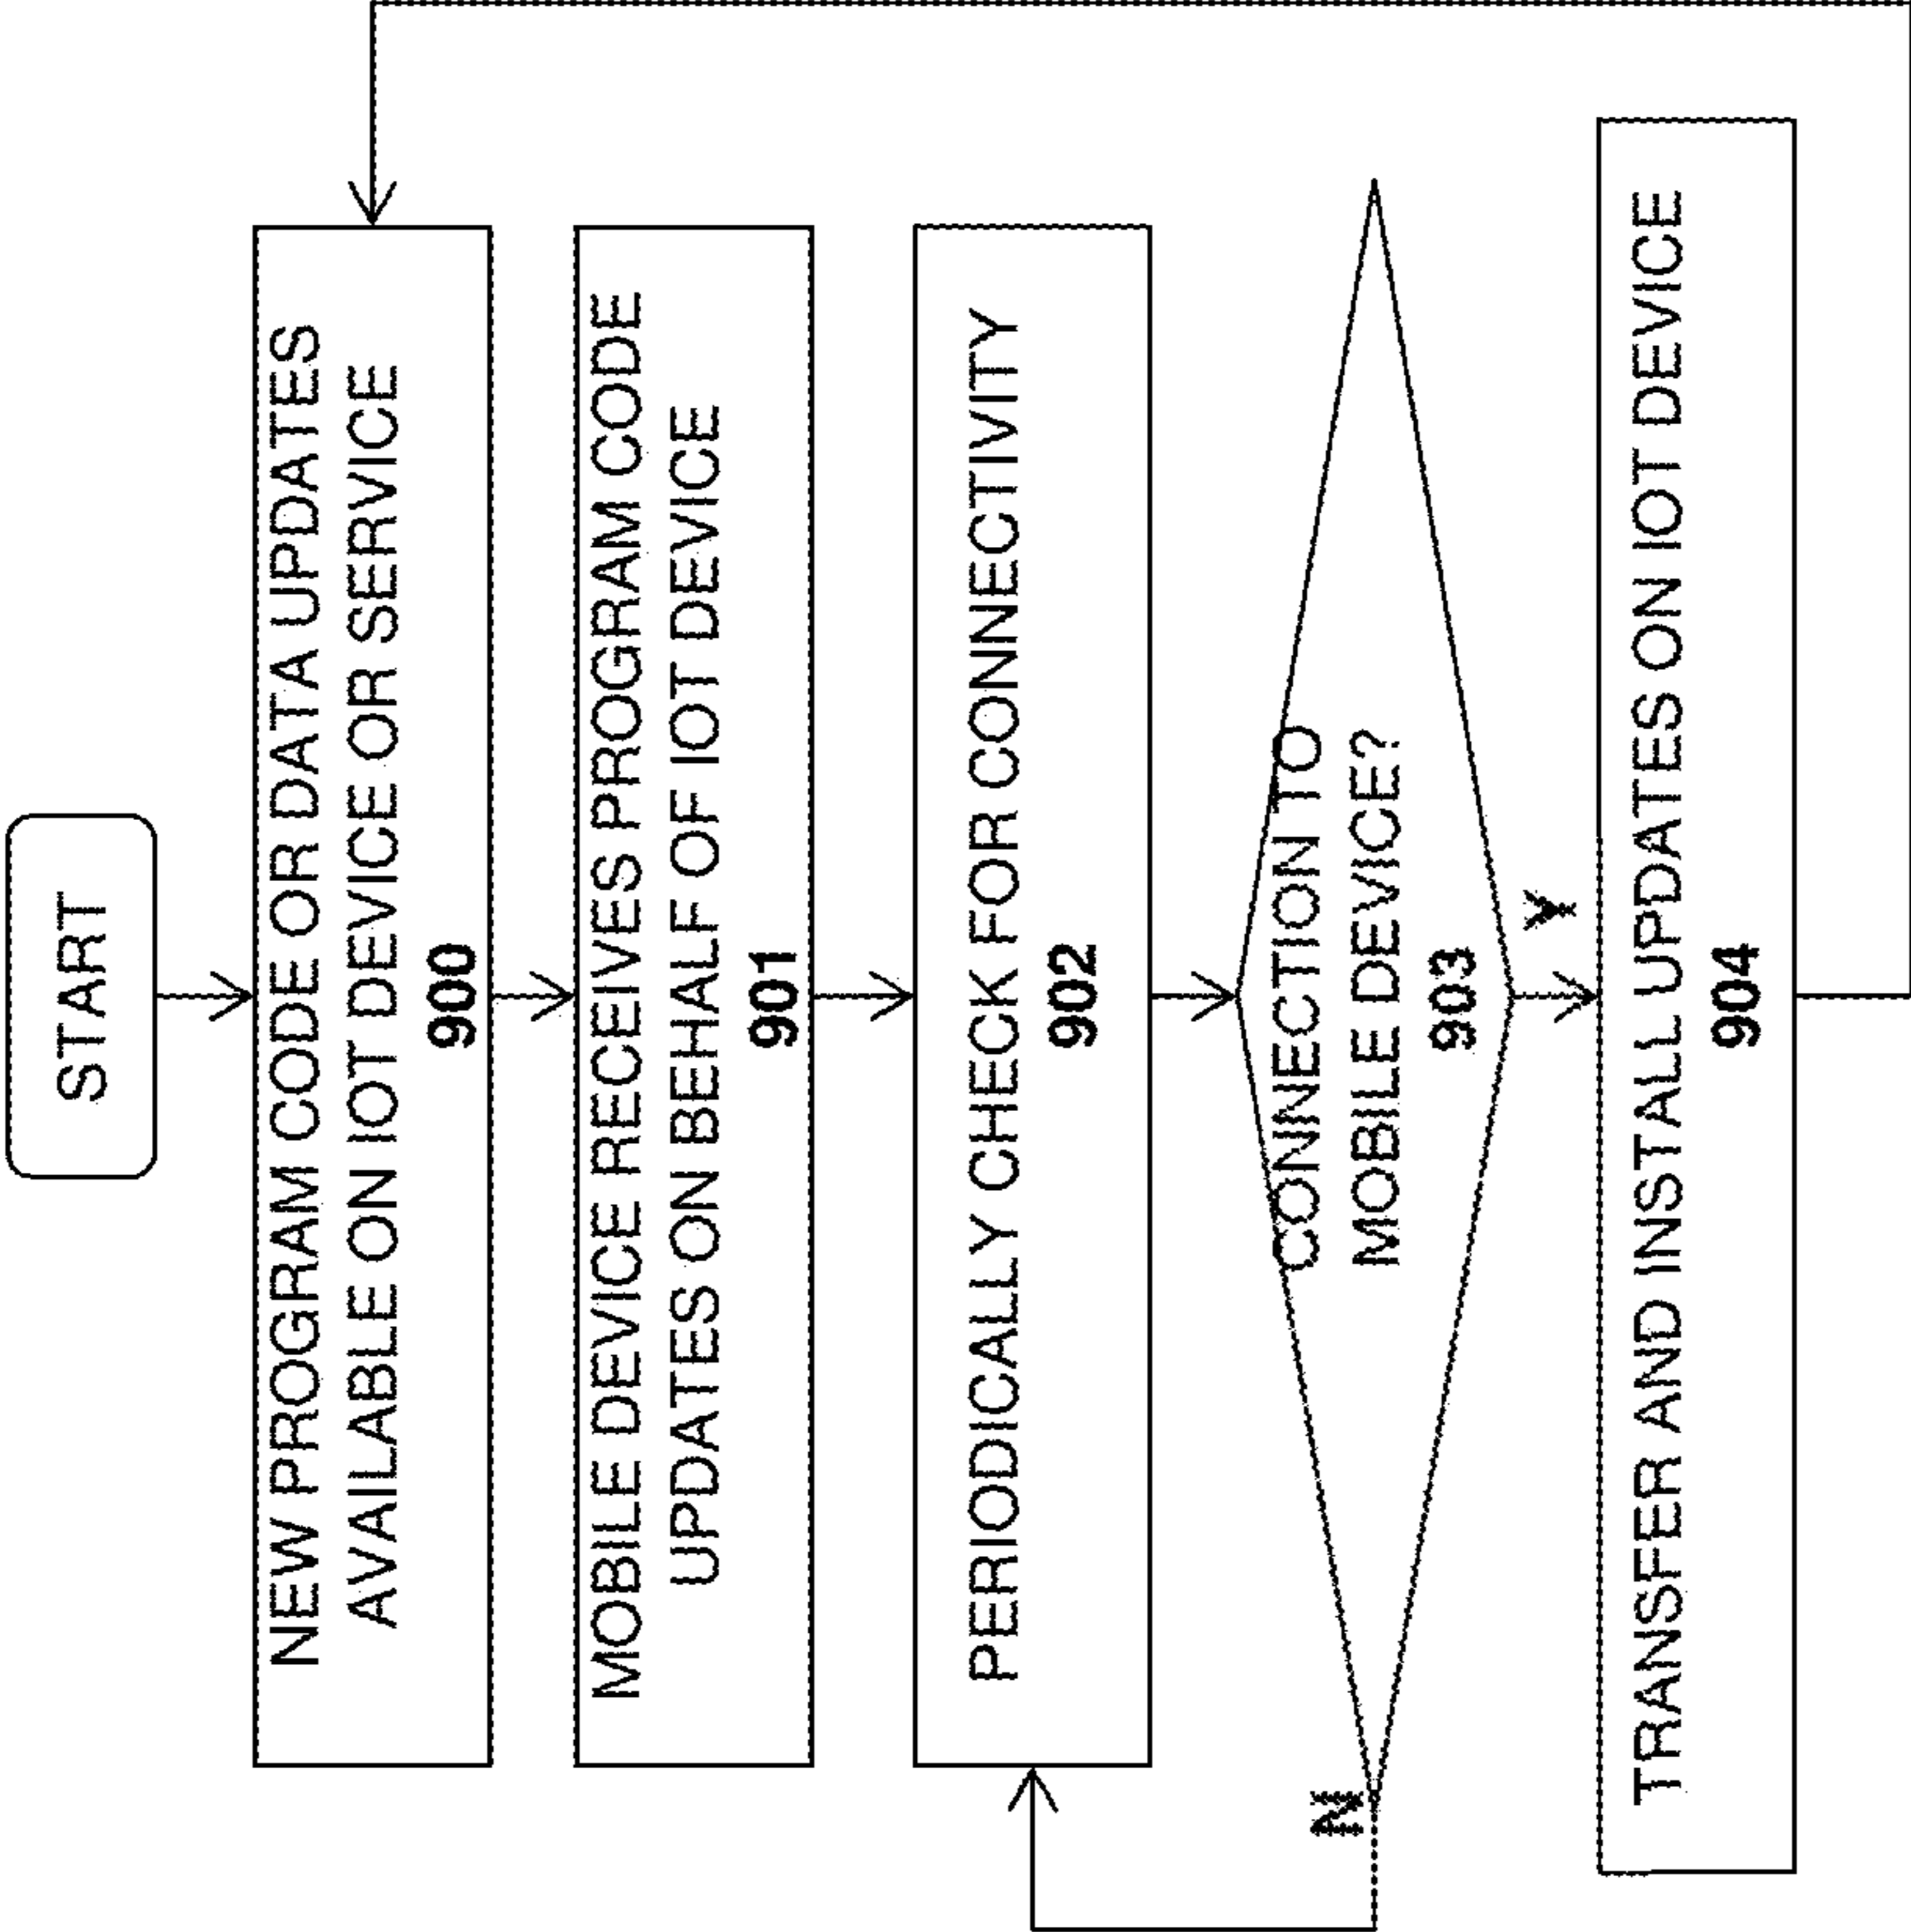 START
NEW PROGRAM CODE OR DATA UPDATES
AVAILABLE ON IOT DEVICE OR SERVICE
900
MOBILE DEVICE RECEIVES PROGRAM CODE
UPDATES ON BEHALF OF IOT DEVICE
901
PERIODICALLY CHECK FOR CONNECTIVITY
902
CONNECTION TO
MOBILE DEVICE?
903
N
Y
TRANSFER AND INSTALL UPDATES ON IOT DEVICE
904